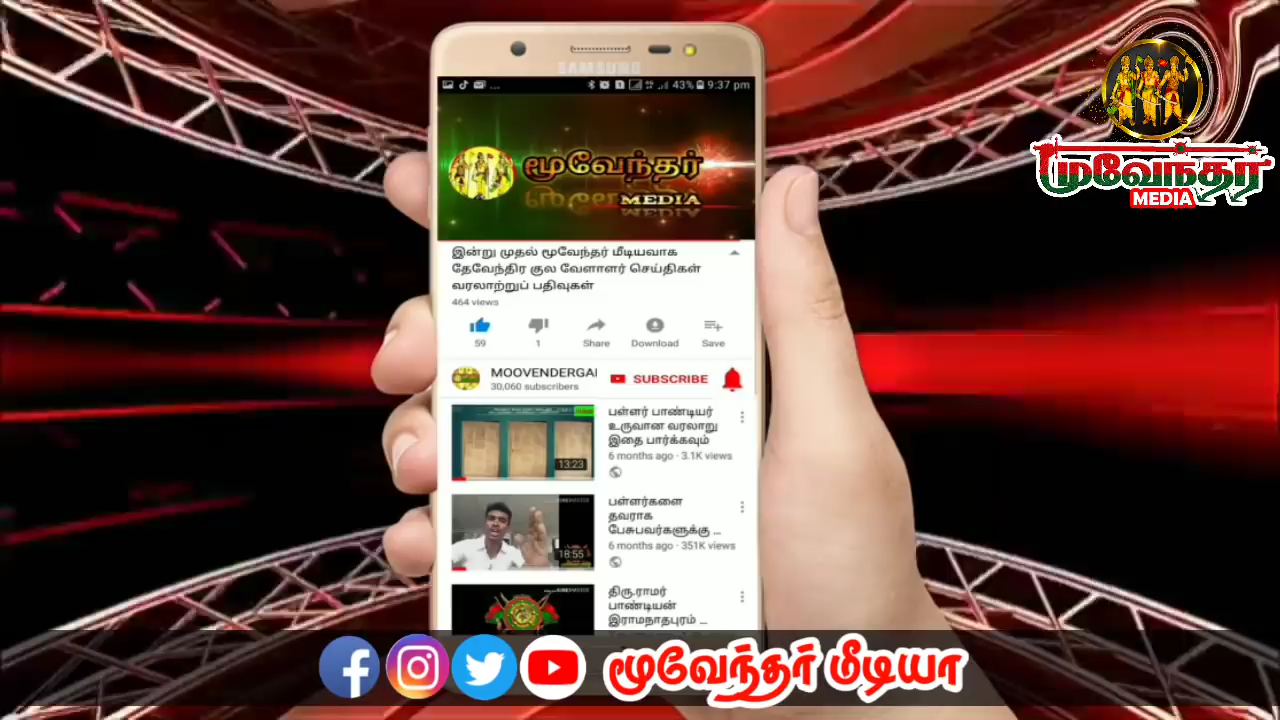 SAMSUNG
43% 9:37 pm
மூவேந்தர்
MEDIA
மூவேந்தர்
MEDIA
இன்று முதல் மூவேந்தர் மீடியவாக
தேவேந்திர குல வேளாளர் செய்திகள்
வரலாற்றுப் பதிவுகள்
464 views
59
1
Share
Download
Save
MOOVENDERGAL
30,060 subscribers
SUBSCRIBE
பள்ளர் பாண்டியர்
உருவான வரலாறு
இதை பார்க்கவும்
6 months ago · 3.1K views
13:23
பள்ளர்களை
தவராக
பேசுபவர்களுக்கு ...
6 months ago · 351K views
18:55
திரு.ராமர்
பாண்டியன்
இராமநாதபுரம் ...
மூவேந்தர் மீடியா